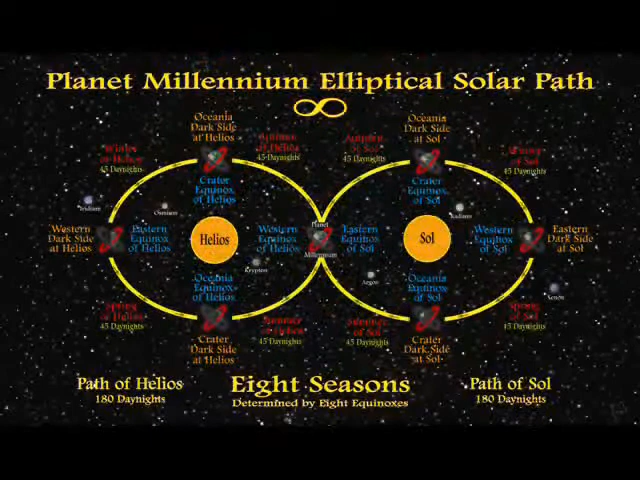 Planet Millennium Elliptical Solar Path
Oceania
Dark Side
at Helios
Oceania
Dark Side
at Sol
Winter
of Helios
45 Daynights
Autumn
of Helios
45 Daynights
Autumn
of Sol
45 Daynights
Winter
of Sol
45 Daynights
Crater
Equinox
of Helios
Crater
Equinox
of Sol
Iridium
Osmium
Radium
Western
Dark Side
at Helios
Eastern
Equinox
of Helios
Helios
Western
Equinox
of Helios
Planet
Millennium
Eastern
Equinox
of Sol
Sol
Western
Equinox
of Sol
Eastern
Dark Side
at Sol
Krypton
Argon
Xenon
Oceania
Equinox
of Helios
Oceania
Equinox
of Sol
Spring
of Helios
45 Daynights
Summer
of Helios
45 Daynights
Summer
of Sol
45 Daynights
Spring
of Sol
45 Daynights
Crater
Dark Side
at Helios
Crater
Dark Side
at Sol
Path of Helios
180 Daynights
Eight Seasons
Determined by Eight Equinoxes
Path of Sol
180 Daynights